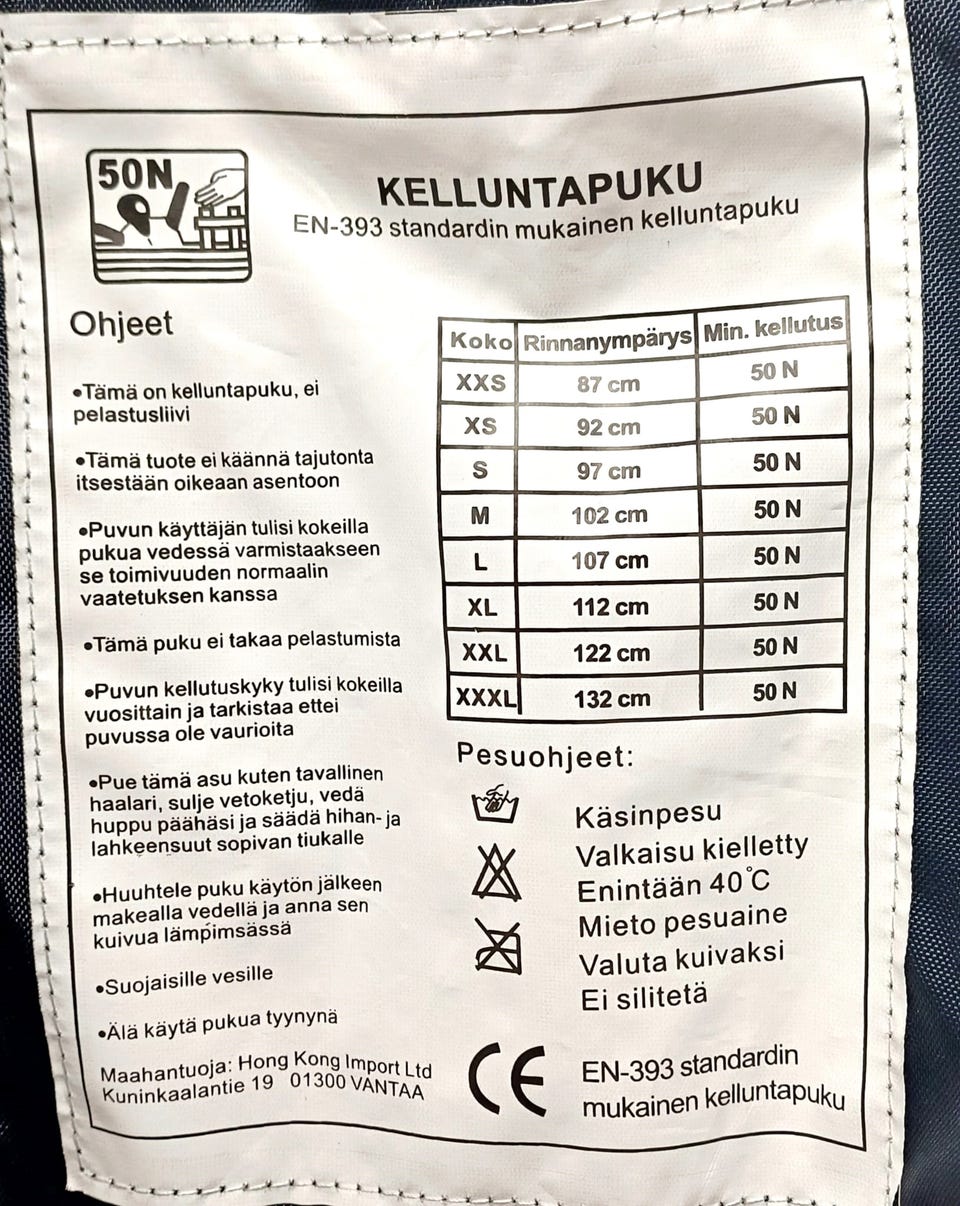 50N
KELLUNTAPUKU
EN-393 standardin mukainen kelluntapuku
Ohjeet
•Tämä on kelluntapuku, ei
pelastusliivi
•Tämä tuote ei käännä tajutonta
itsestään oikeaan asentoon
•Puvun käyttäjän tulisi kokeilla
pukua vedessä varmistaakseen
se toimivuuden normaalin
vaatetuksen kanssa
•Tämä puku ei takaa pelastumista
•Puvun kellutuskyky tulisi kokeilla
vuosittain ja tarkistaa ettei
puvussa ole vaurioita
•Pue tämä asu kuten tavallinen
haalari, sulje vetoketju, vedä
huppu päähäsi ja säädä hihan- ja
lahkeensuut sopivan tiukalle
•Huuhtele puku käytön jälkeen
makealla vedellä ja anna sen
kuivua lämpimsässä
•Suojaisille vesille
•Älä käytä pukua tyynynä
Maahantuoja: Hong Kong Import Ltd
Kuninkaalantie 19 01300 VANTAA
Koko Rinnanympärys Min. kellutus
XXS 87 cm 50 N
XS 92 cm 50 N
S 97 cm 50 N
M 102 cm 50 N
L 107 cm 50 N
XL 112 cm 50 N
XXL 122 cm 50 N
XXXL 132 cm 50 N
Pesuohjeet:
Käsinpesu
Valkaisu kielletty
Enintään 40°C
Mieto pesuaine
Valuta kuivaksi
Ei silitetä
CE
EN-393 standardin
mukainen kelluntapuku